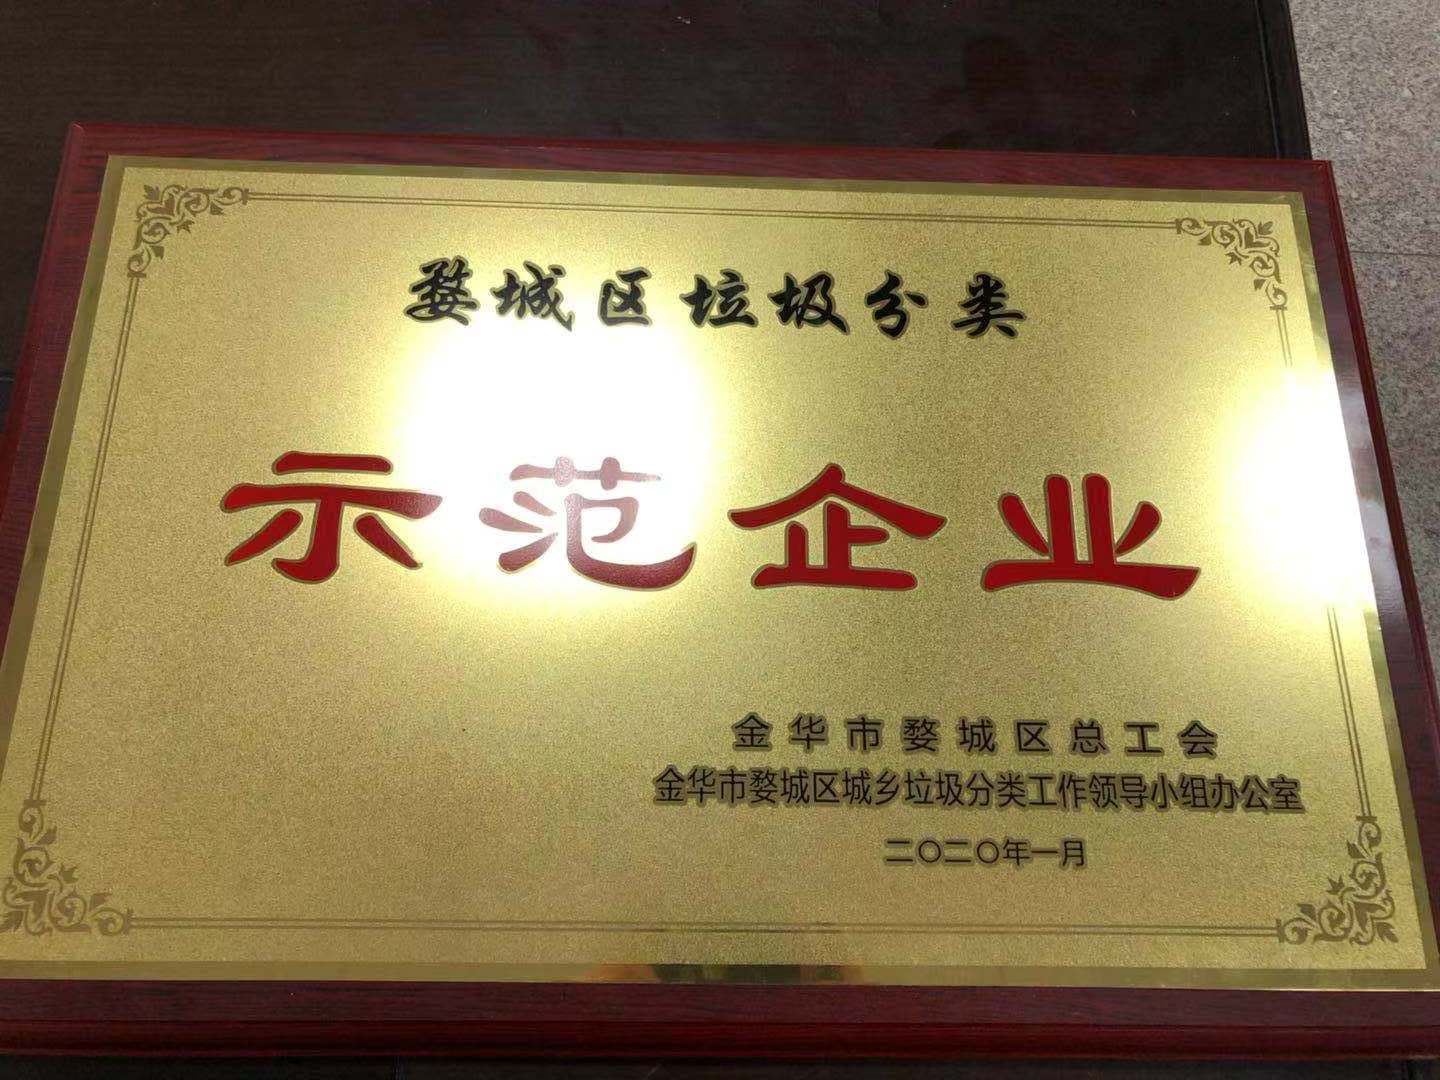 婺城区垃圾分类
示范企业
金华市婺城区总工会
金华市婺城区城乡垃圾分类工作领导小组办公室
二〇二〇年一月